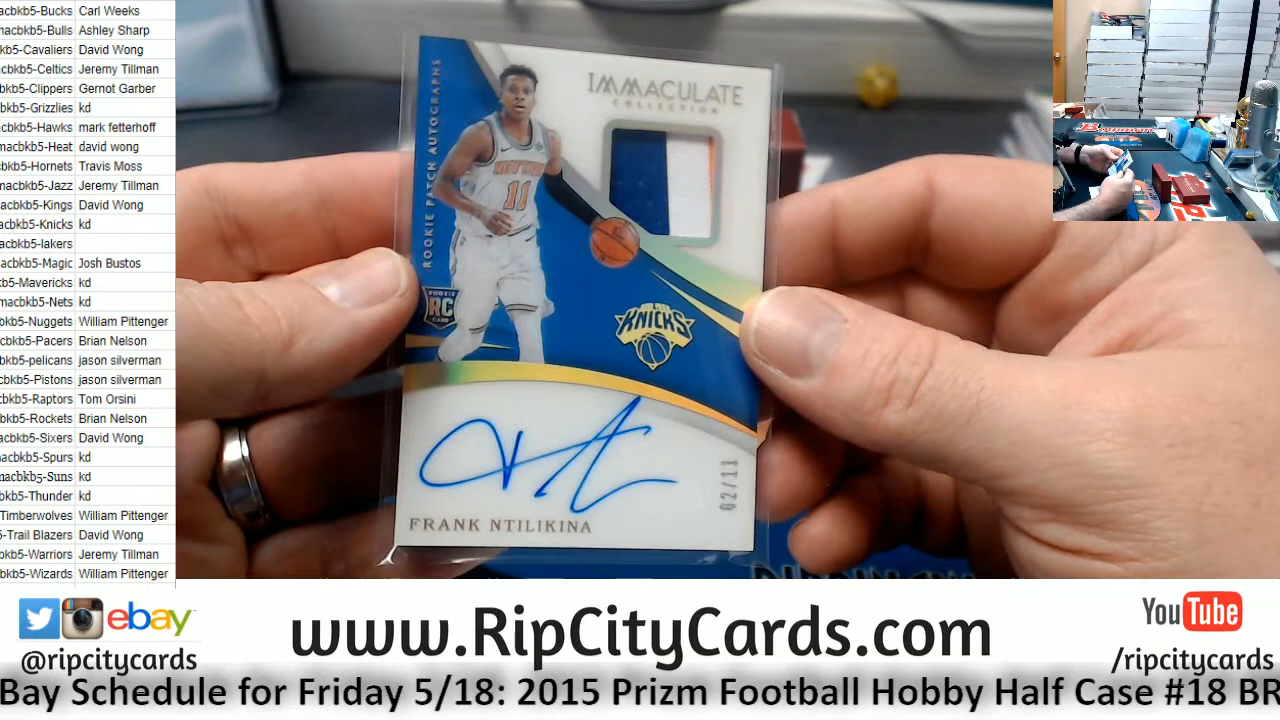 acbkb5-Bucks Carl Weeks
macbkb5-Bulls Ashley Sharp
kb5-Cavaliers David Wong
acbkb5-Celtics Jeremy Tillman
cbkb5-Clippers Gernot Garber
kb5-Grizzlies kd
acbkb5-Hawks mark fetterhoff
nacbkb5-Heat david wong
bkb5-Hornets Travis Moss
macbkb5-Jazz Jeremy Tillman
acbkb5-Kings David Wong
cbkb5-Knicks kd
macbkb5-lakers
acbkb5-Magic Josh Bustos
kb5-Mavericks kd
macbkb5-Nets kd
kb5-Nuggets William Pittenger
cbkb5-Pacers Brian Nelson
bkb5-pelicans jason silverman
bkb5-Pistons jason silverman
bkb5-Raptors Tom Orsini
kb5-Rockets Brian Nelson
acbkb5-Sixers David Wong
cbkb5-Spurs kd
macbkb5-Suns kd
bkb5-Thunder kd
Timberwolves William Pittenger
5-Trail Blazers David Wong
bkb5-Warriors Jeremy Tillman
kb5-Wizards William Pittenger
IMMACULATE
COLLECTION
ROOKIE PATCH AUTOGRAPHS
NEW YORK
11
RC
KNICKS
02/11
FRANK NTILIKINA
ebay
@ripcitycards
www.RipCityCards.com
YouTube
/ripcitycards
Bay Schedule for Friday 5/18: 2015 Prizm Football Hobby Half Case #18 BR